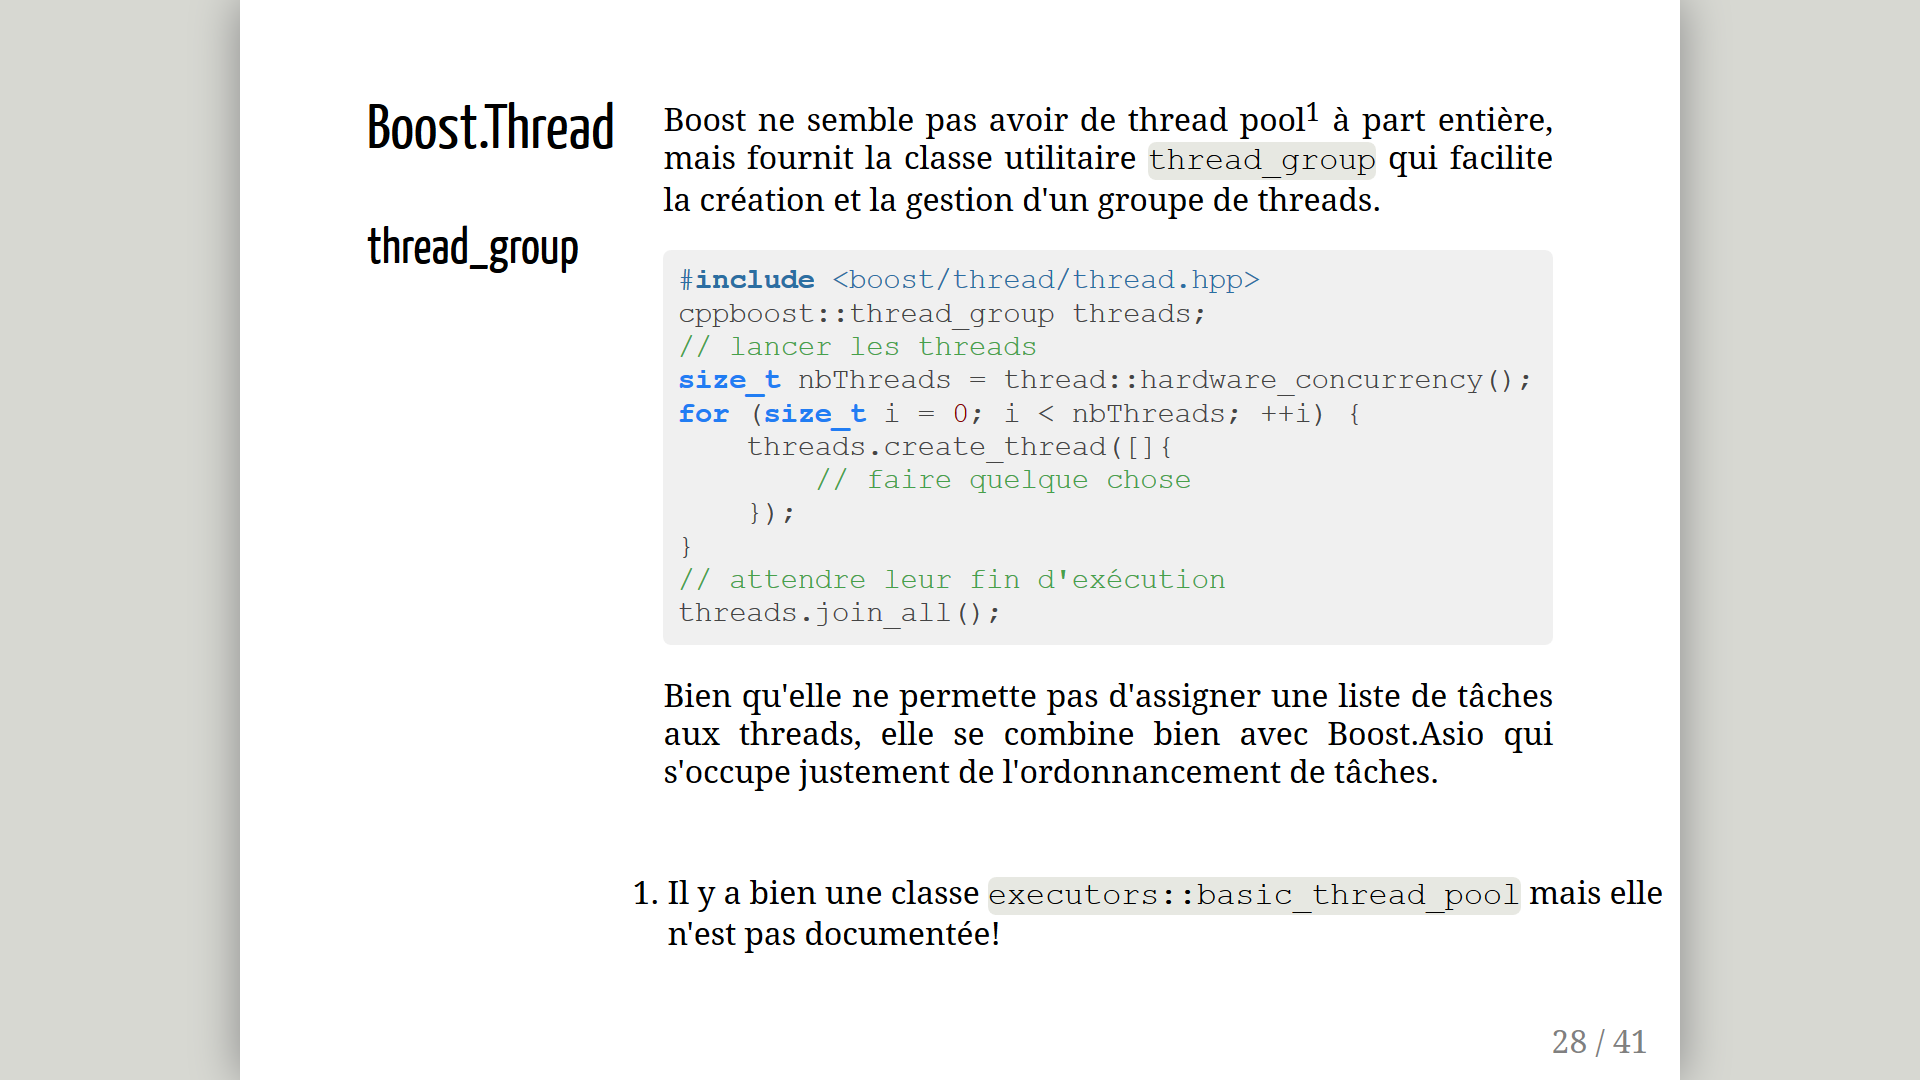 Boost.Thread
thread_group
Boost ne semble pas avoir de thread pool1 à part entière,
mais fournit la classe utilitaire thread_group qui facilite
la création et la gestion d'un groupe de threads.
#include <boost/thread/thread.hpp>
cppboost::thread_group threads;
// lancer les threads
size_t nbThreads = thread::hardware_concurrency();
for (size_t i = 0; i < nbThreads; ++i) {
    threads.create_thread([]{
        // faire quelque chose
    });
}
// attendre leur fin d'exécution
threads.join_all();
Bien qu'elle ne permette pas d'assigner une liste de tâches
aux threads, elle se combine bien avec Boost.Asio qui
s'occupe justement de l'ordonnancement de tâches.
1. Il y a bien une classe executors::basic_thread_pool mais elle
n'est pas documentée!
28 / 41